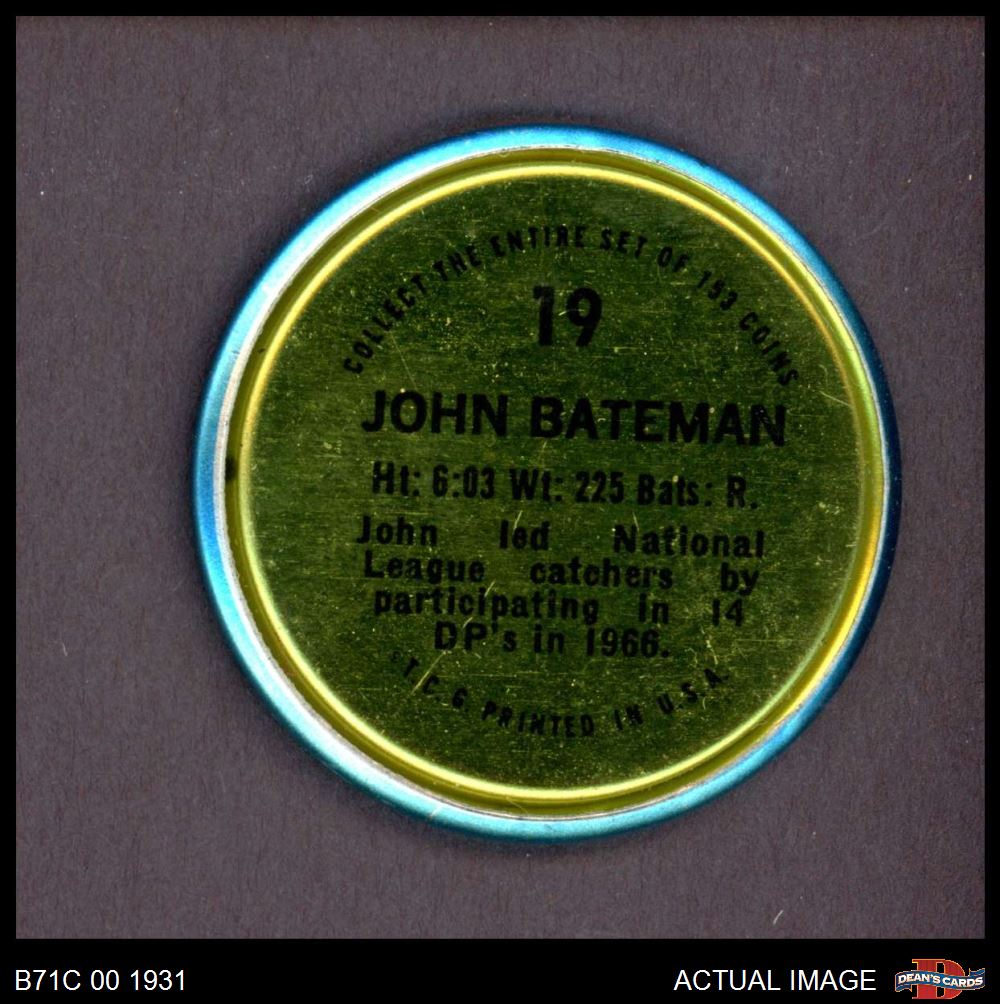 COLLECT THE ENTIRE SET OF 153 COINS
19
JOHN BATEMAN
Ht: 6:03 Wt: 225 Bats: R.
John led National
League catchers by
participating in 14
DP's in 1966.
©T.C.G. PRINTED IN U.S.A.
B71C 00 1931
ACTUAL IMAGE
D
DEAN'S CARDS